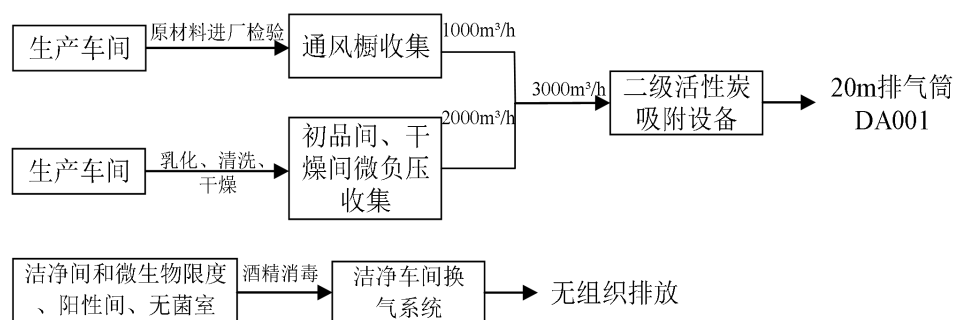 生产车间
原材料进厂检验
通风橱收集
1000m³/h
生产车间
乳化、清洗、
干燥
初品间、干
燥间微负压
收集
2000m³/h
3000m³/h
二级活性炭
吸附设备
20m排气筒
DA001
洁净间和微生物限度
、阳性间、无菌室
酒精消毒
洁净车间换
气系统
无组织排放